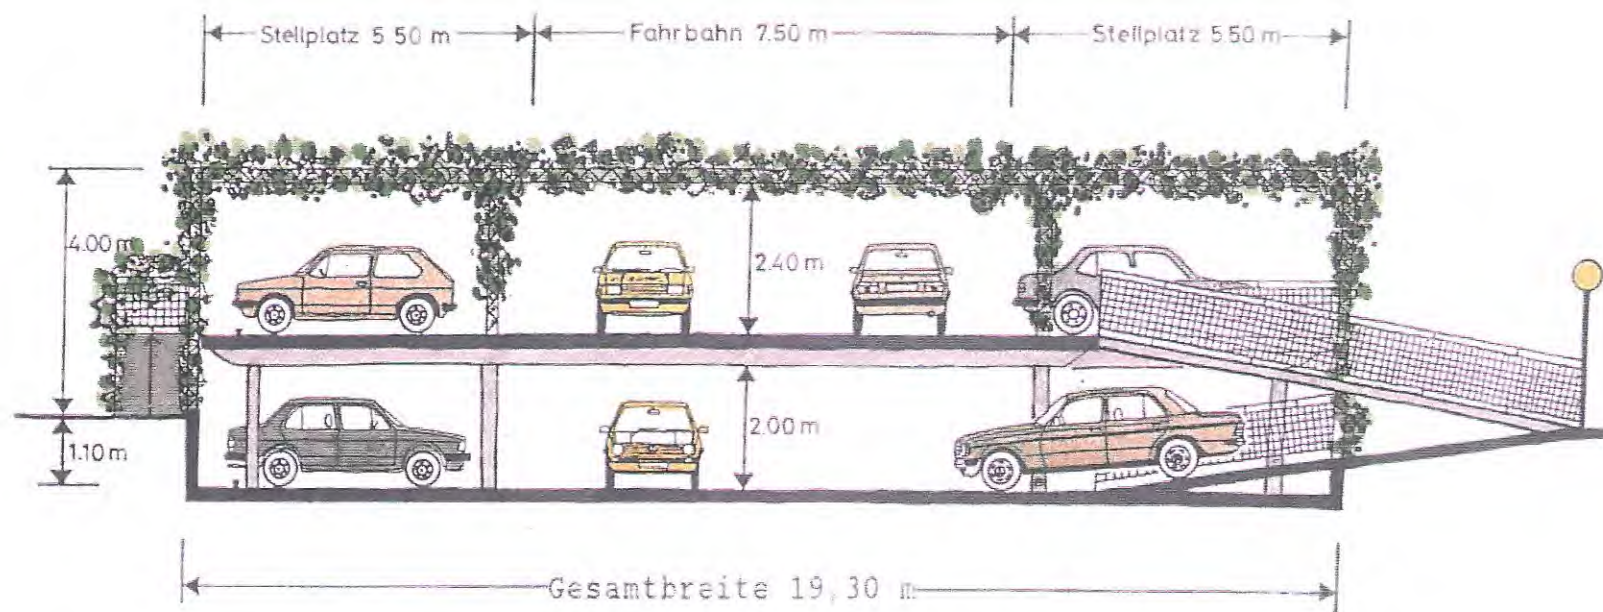 Stellplatz 5.50 m
Fahrbahn 7.50 m
Stellplatz 5.50 m
4.00 m
2.40 m
2.00 m
1.10 m
Gesamtbreite 19,30 m